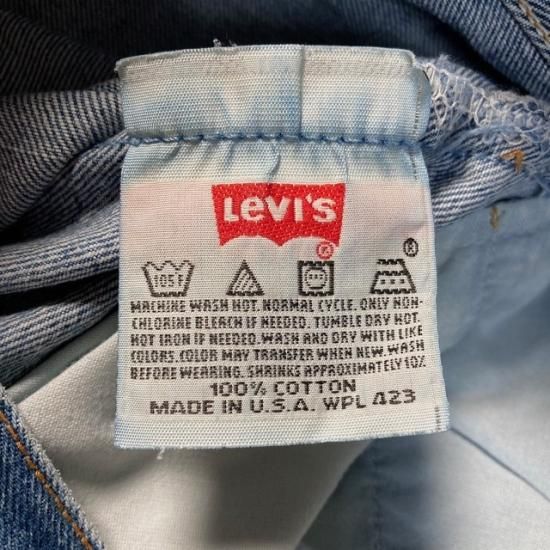 Levi's
®
®
105F
MACHINE WASH HOT. NORMAL CYCLE. ONLY NON-
CHLORINE BLEACH IF NEEDED. TUMBLE DRY HOT.
HOT IRON IF NEEDED. WASH AND DRY WITH LIKE
COLORS. COLOR MAY TRANSFER WHEN NEW. WASH
BEFORE WEARING. SHRINKS APPROXIMATELY 10%
100% COTTON
MADE IN U.S.A. WPL 423